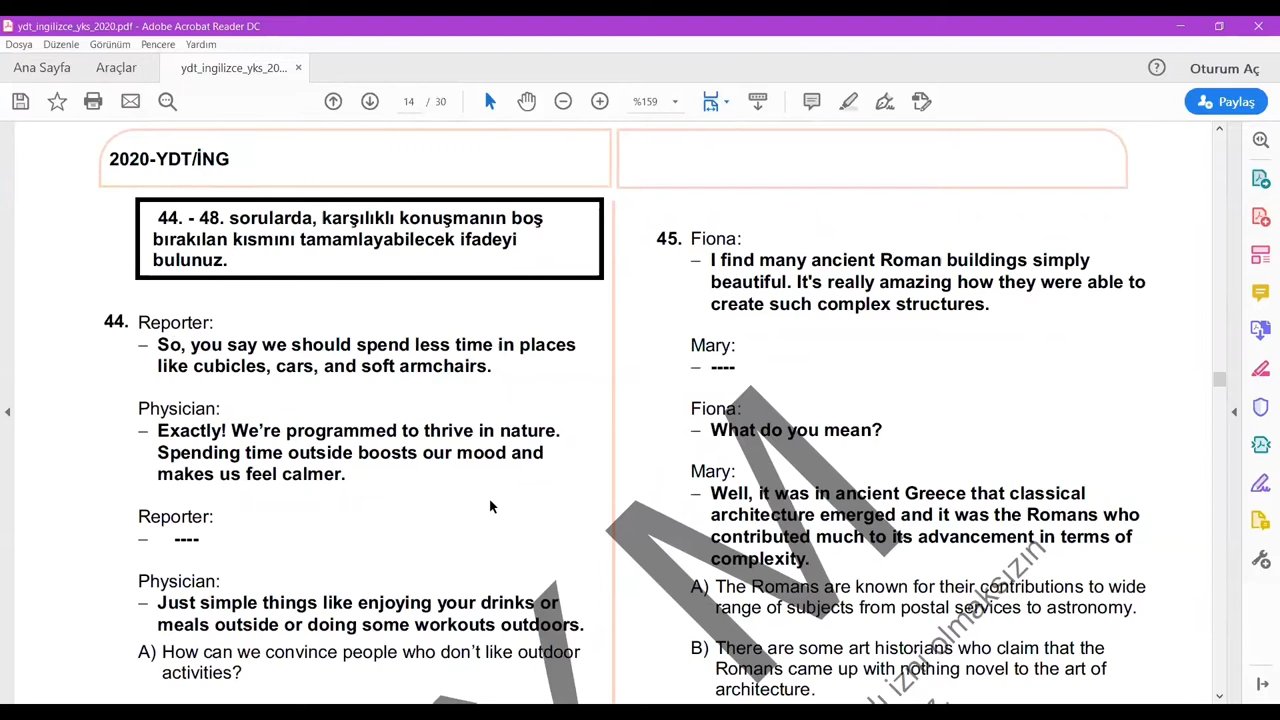 ydt_ingilizce_yks_2020.pdf - Adobe Acrobat Reader DC
Dosya Düzenle Görünüm Pencere Yardım
Ana Sayfa Araçlar ydt_ingilizce_yks_20... × Oturum Aç
14 / 30 %159 Paylaş
2020-YDT/İNG
44. - 48. sorularda, karşılıklı konuşmanın boş
bırakılan kısmını tamamlayabilecek ifadeyi
bulunuz.
44. Reporter:
– So, you say we should spend less time in places
like cubicles, cars, and soft armchairs.
Physician:
– Exactly! We’re programmed to thrive in nature.
Spending time outside boosts our mood and
makes us feel calmer.
Reporter:
– ----
Physician:
– Just simple things like enjoying your drinks or
meals outside or doing some workouts outdoors.
A) How can we convince people who don’t like outdoor
activities?
45. Fiona:
– I find many ancient Roman buildings simply
beautiful. It's really amazing how they were able to
create such complex structures.
Mary:
– ----
Fiona:
– What do you mean?
Mary:
– Well, it was in ancient Greece that classical
architecture emerged and it was the Romans who
contributed much to its advancement in terms of
complexity.
A) The Romans are known for their contributions to wide
range of subjects from postal services to astronomy.
B) There are some art historians who claim that the
Romans came up with nothing novel to the art of
architecture.
YM
izni olmaksızın